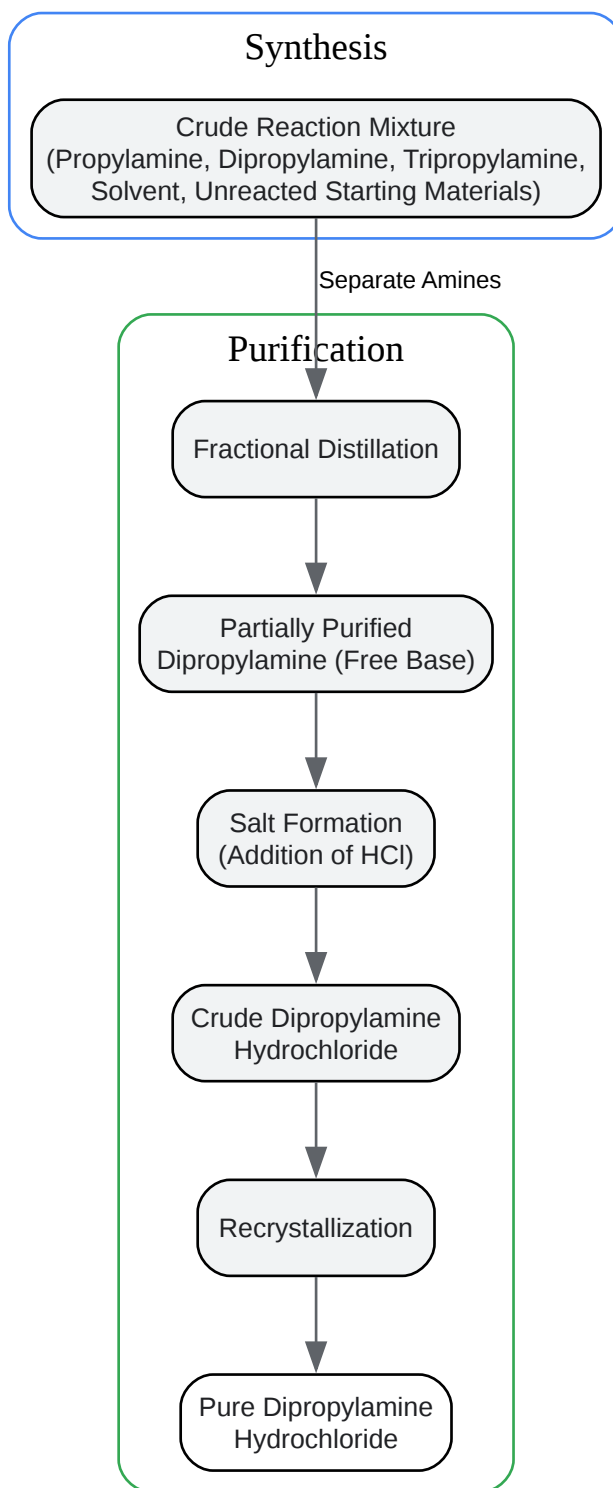 Synthesis
Crude Reaction Mixture
(Propylamine, Dipropylamine, Tripropylamine,
Solvent, Unreacted Starting Materials)
Separate Amines
Purification
Fractional Distillation
Partially Purified
Dipropylamine (Free Base)
Salt Formation
(Addition of HCl)
Crude Dipropylamine
Hydrochloride
Recrystallization
Pure Dipropylamine
Hydrochloride